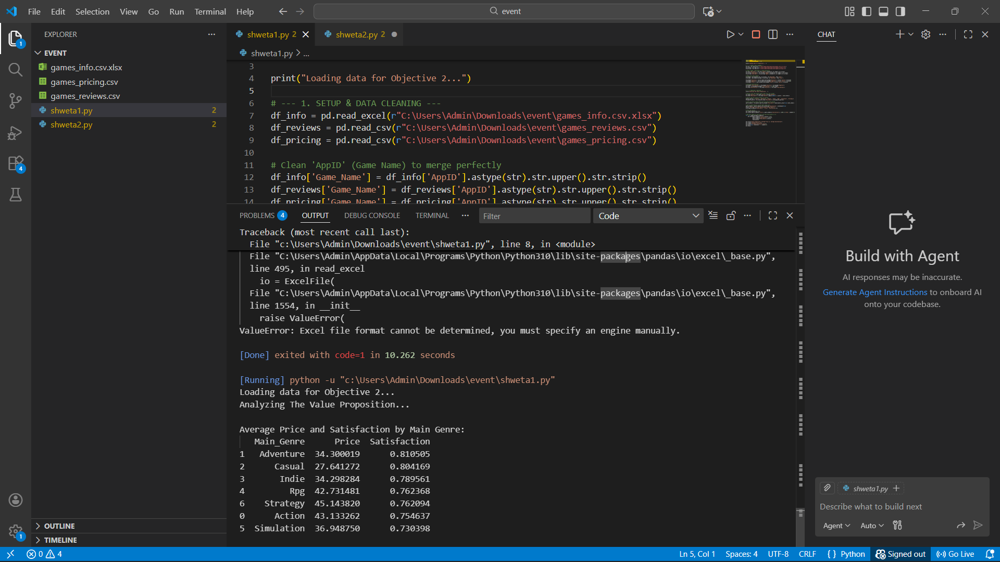 File Edit Selection View Go Run Terminal Help
event
EXPLORER
EVENT
games_info.csv.xlsx
games_pricing.csv
games_reviews.csv
shweta1.py 2
shweta2.py 2
OUTLINE
TIMELINE
1
4
1
shweta1.py 2
shweta2.py 2
shweta1.py > ...
3
4 print("Loading data for Objective 2...")
5
6 # --- 1. SETUP & DATA CLEANING ---
7 df_info = pd.read_excel(r"C:\Users\Admin\Downloads\event\games_info.csv.xlsx")
8 df_reviews = pd.read_csv(r"C:\Users\Admin\Downloads\event\games_reviews.csv")
9 df_pricing = pd.read_csv(r"C:\Users\Admin\Downloads\event\games_pricing.csv")
10
11 # Clean 'AppID' (Game Name) to merge perfectly
12 df_info['Game_Name'] = df_info['AppID'].astype(str).str.upper().str.strip()
13 df_reviews['Game_Name'] = df_reviews['AppID'].astype(str).str.upper().str.strip()
14 df_pricing['Game_Name'] = df_pricing['AppID'].astype(str).str.upper().str.strip()
PROBLEMS 4 OUTPUT DEBUG CONSOLE TERMINAL ... Filter Code
Traceback (most recent call last):
File "c:\Users\Admin\Downloads\event\shweta1.py", line 8, in <module>
File "C:\Users\Admin\AppData\Local\Programs\Python\Python310\lib\site-packages\pandas\io\excel\_base.py",
line 495, in read_excel
io = ExcelFile(
File "C:\Users\Admin\AppData\Local\Programs\Python\Python310\lib\site-packages\pandas\io\excel\_base.py",
line 1554, in __init__
raise ValueError(
ValueError: Excel file format cannot be determined, you must specify an engine manually.
[Done] exited with code=1 in 10.262 seconds
[Running] python -u "c:\Users\Admin\Downloads\event\shweta1.py"
Loading data for Objective 2...
Analyzing The Value Proposition...
Average Price and Satisfaction by Main Genre:
Main_Genre Price Satisfaction
1 Adventure 34.300019 0.810505
2 Casual 27.641272 0.804169
3 Indie 34.298284 0.789561
4 Rpg 42.731481 0.762368
6 Strategy 45.143820 0.762094
0 Action 43.133262 0.754637
5 Simulation 36.948750 0.730398
CHAT
Build with Agent
AI responses may be inaccurate.
Generate Agent Instructions to onboard AI
onto your codebase.
shweta1.py
Describe what to build next
Agent Auto
0 4
Ln 5, Col 1 Spaces: 4 UTF-8 CRLF { } Python Signed out Go Live